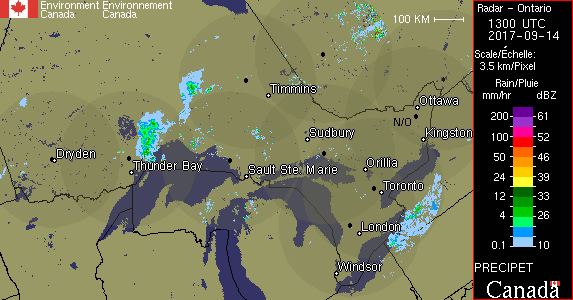 Environment Environnement
Canada Canada
100 KM
Radar - Ontario
1300 UTC
2017-09-14
Scale/Échelle:
3.5 km/Pixel
Rain/Pluie
mm/hr dBZ
200 61
100 52
50 46
24 39
12 33
4 26
2 20
0.1 10
PRECIPET
Canada
Timmins
Ottawa
N/O
Kingston
Sudbury
Dryden
Thunder Bay
Sault Ste. Marie
Orillia
Toronto
London
Windsor